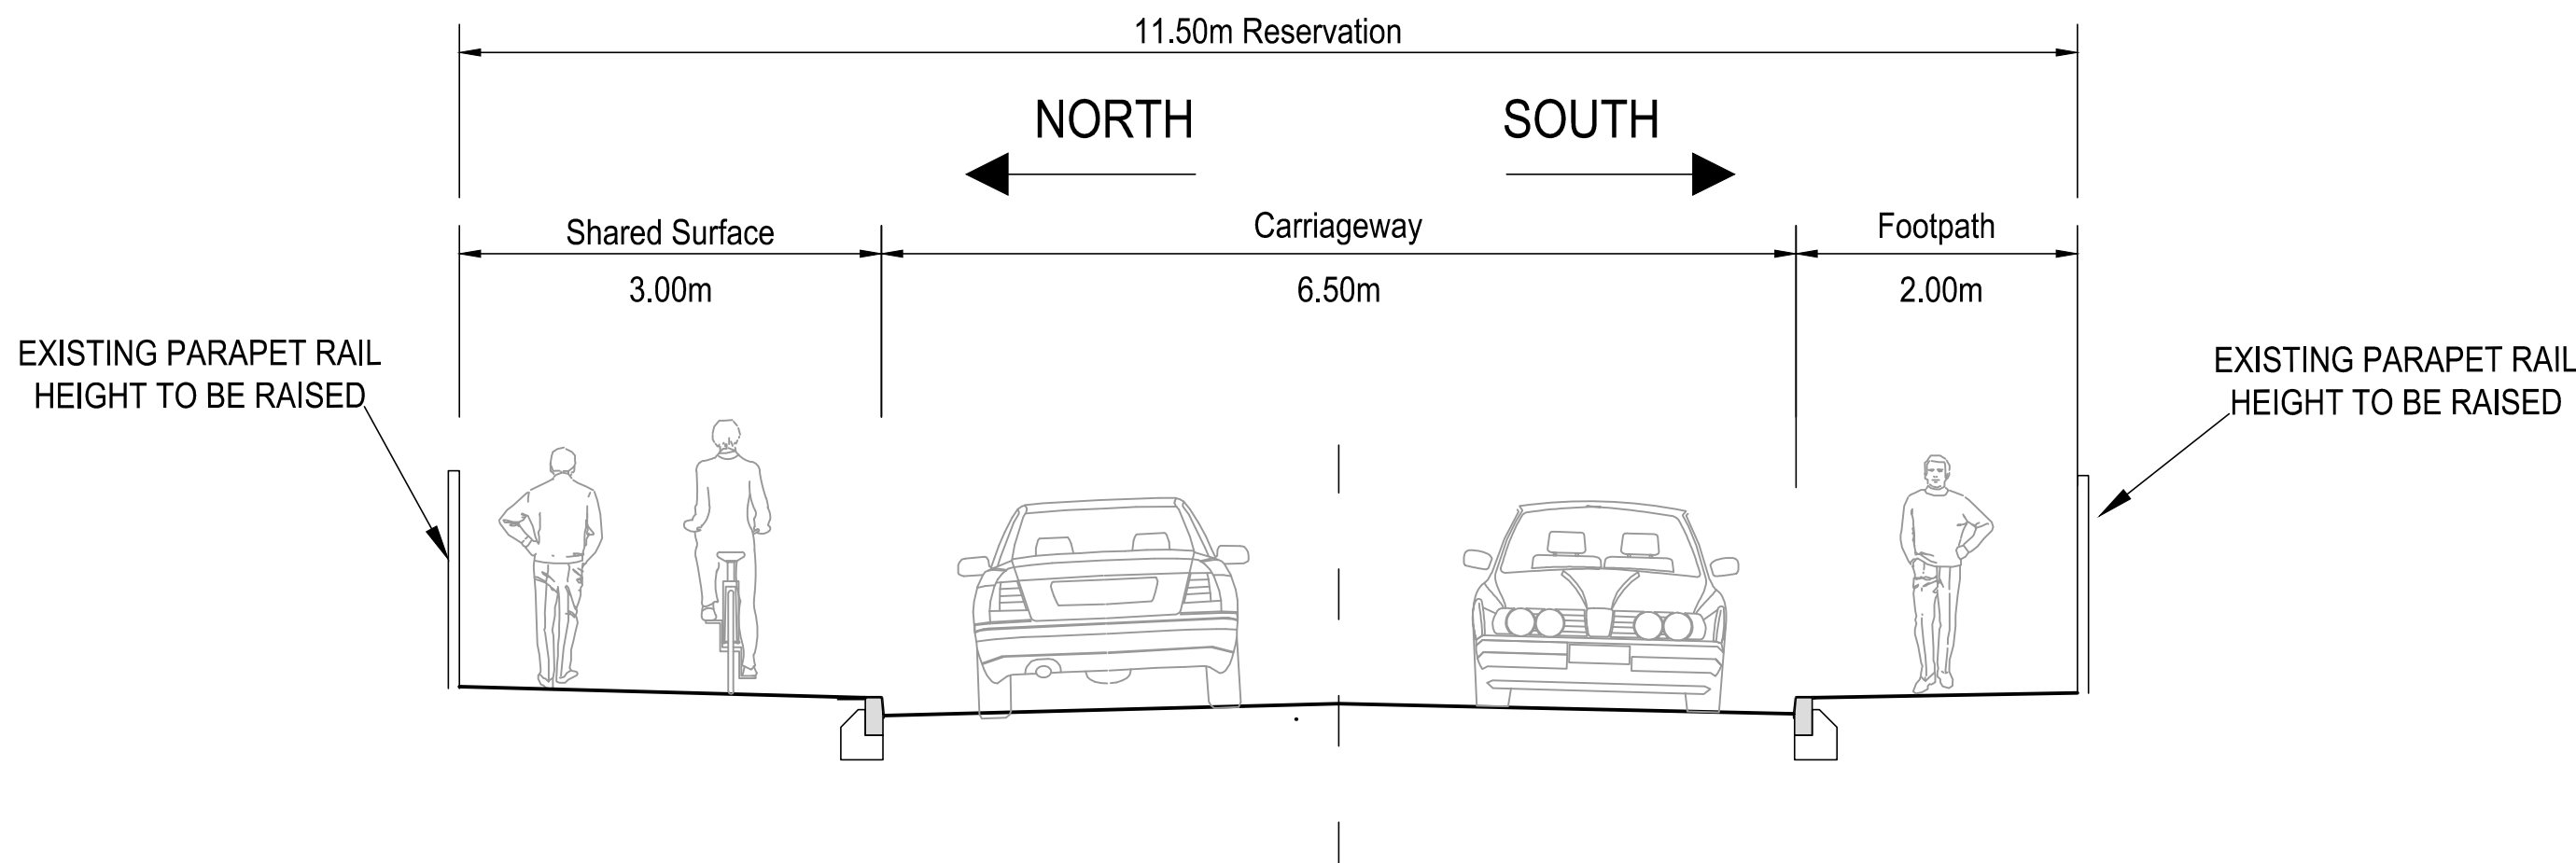 11.50m Reservation
NORTH
SOUTH
Shared Surface
Carriageway
Footpath
3.00m
6.50m
2.00m
EXISTING PARAPET RAIL
HEIGHT TO BE RAISED
EXISTING PARAPET RAIL
HEIGHT TO BE RAISED